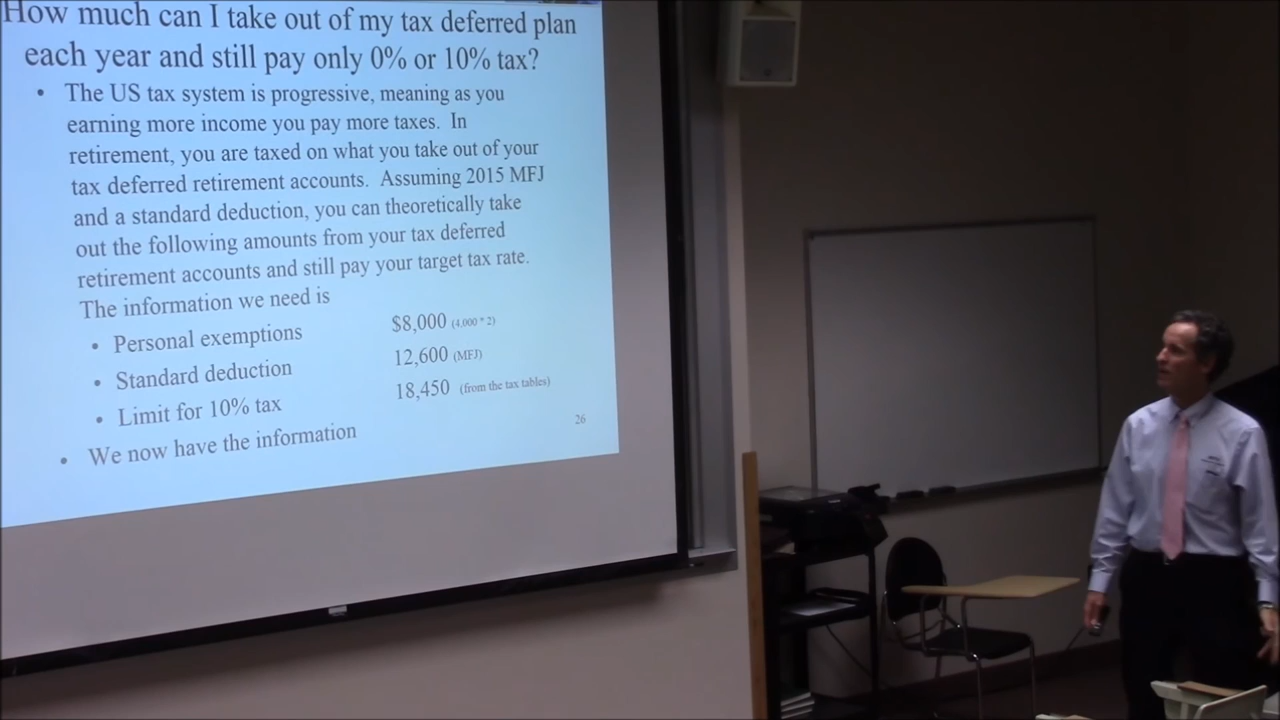 How much can I take out of my tax deferred plan
each year and still pay only 0% or 10% tax?
• The US tax system is progressive, meaning as you
earning more income you pay more taxes. In
retirement, you are taxed on what you take out of your
tax deferred retirement accounts. Assuming 2015 MFJ
and a standard deduction, you can theoretically take
out the following amounts from your tax deferred
retirement accounts and still pay your target tax rate.
The information we need is
• Personal exemptions $8,000 (4,000 * 2)
• Standard deduction 12,600 (MFJ)
• Limit for 10% tax 18,450 (from the tax tables)
• We now have the information
26